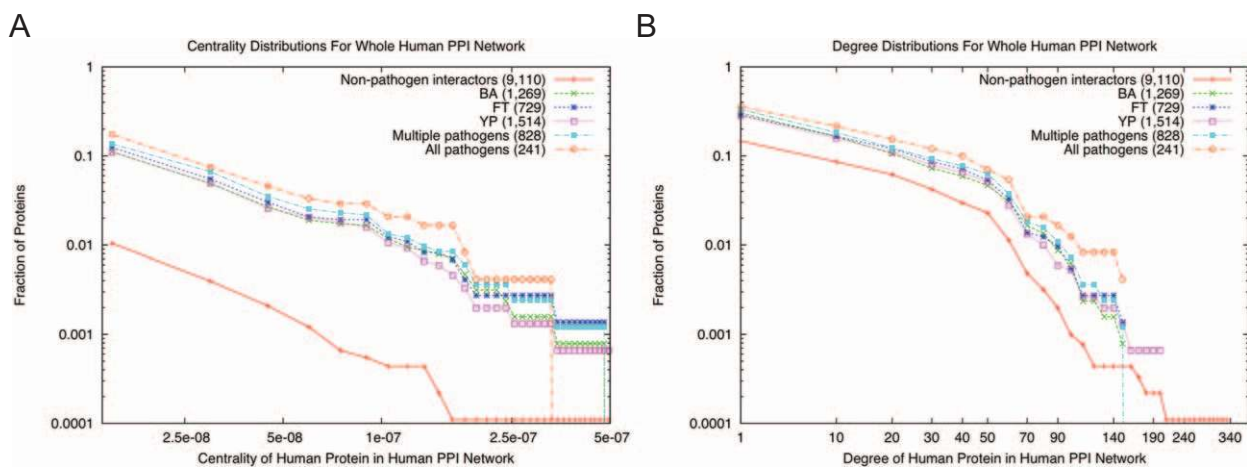 A
Centrality Distributions For Whole Human PPI Network
Fraction of Proteins
1
0.1
0.01
0.001
0.0001
Non-pathogen interactors (9,110)
BA (1,269)
FT (729)
YP (1,514)
Multiple pathogens (828)
All pathogens (241)
2.5e-08 5e-08 1e-07 2.5e-07 5e-07
Centrality of Human Protein in Human PPI Network
B
Degree Distributions For Whole Human PPI Network
Fraction of Proteins
1
0.1
0.01
0.001
0.0001
Non-pathogen interactors (9,110)
BA (1,269)
FT (729)
YP (1,514)
Multiple pathogens (828)
All pathogens (241)
1 10 20 30 40 50 70 90 140 190 240 340
Degree of Human Protein in Human PPI Network